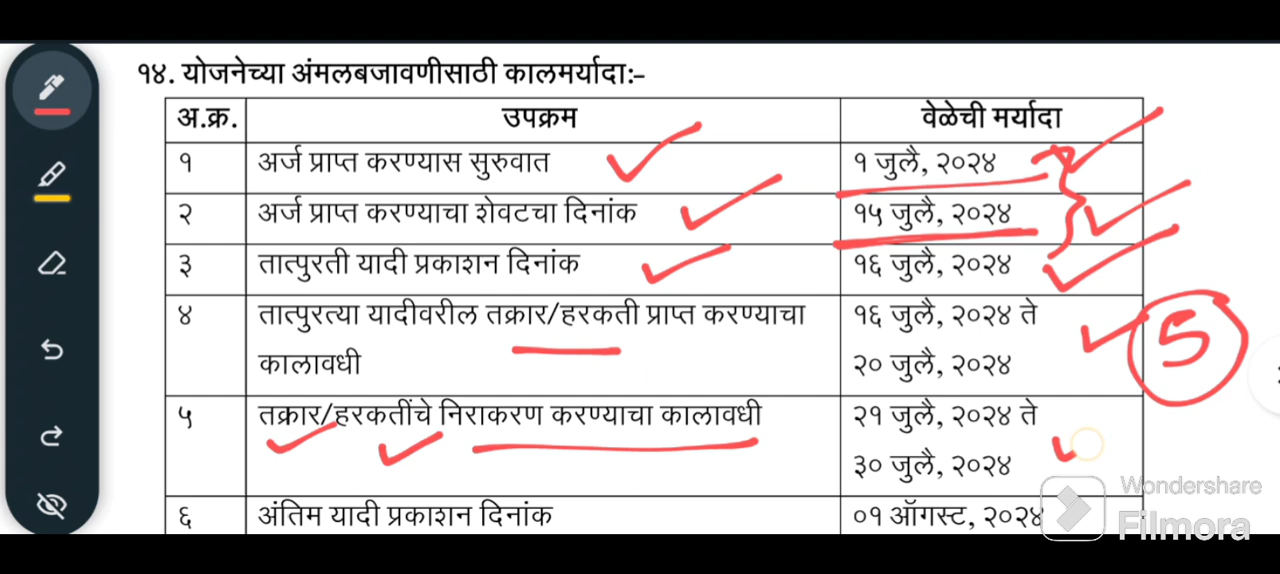 १४. योजनेच्या अंमलबजावणीसाठी कालमर्यादा:-
अ.क्र. उपक्रम वेळेची मर्यादा
१ अर्ज प्राप्त करण्यास सुरुवात १ जुलै, २०२४
२ अर्ज प्राप्त करण्याचा शेवटचा दिनांक १५ जुलै, २०२४
३ तात्पुरती यादी प्रकाशन दिनांक १६ जुलै, २०२४
४ तात्पुरत्या यादीवरील तक्रार/हरकती प्राप्त करण्याचा १६ जुलै, २०२४ ते
कालावधी २० जुलै, २०२४
5
५ तक्रार/हरकतींचे निराकरण करण्याचा कालावधी २१ जुलै, २०२४ ते
३० जुलै, २०२४
६ अंतिम यादी प्रकाशन दिनांक ०१ ऑगस्ट, २०२४
Wondershare
Filmora